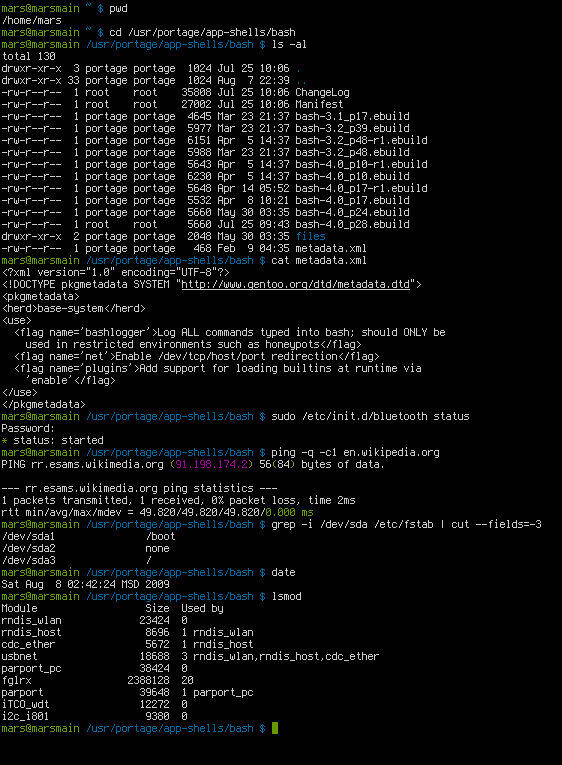 mars@marsmain ~ $ pwd
/home/mars
mars@marsmain ~ $ cd /usr/portage/app-shells/bash
mars@marsmain /usr/portage/app-shells/bash $ ls -al
total 130
drwxr-xr-x  3 portage portage  1024 Jul 25 10:06 .
drwxr-xr-x 33 portage portage  1024 Aug  7 22:39 ..
-rw-r--r--  1 root    root    35808 Jul 25 10:06 ChangeLog
-rw-r--r--  1 root    root    27002 Jul 25 10:06 Manifest
-rw-r--r--  1 portage portage  4645 Mar 23 21:37 bash-3.1_p17.ebuild
-rw-r--r--  1 portage portage  5977 Mar 23 21:37 bash-3.2_p39.ebuild
-rw-r--r--  1 portage portage  6151 Apr  5 14:37 bash-3.2_p48-r1.ebuild
-rw-r--r--  1 portage portage  5988 Mar 23 21:37 bash-3.2_p48.ebuild
-rw-r--r--  1 portage portage  5643 Apr  5 14:37 bash-4.0_p10-r1.ebuild
-rw-r--r--  1 portage portage  6230 Apr  5 14:37 bash-4.0_p10.ebuild
-rw-r--r--  1 portage portage  5648 Apr 14 05:52 bash-4.0_p17-r1.ebuild
-rw-r--r--  1 portage portage  5532 Apr  8 10:21 bash-4.0_p17.ebuild
-rw-r--r--  1 portage portage  5660 May 30 03:35 bash-4.0_p24.ebuild
-rw-r--r--  1 root    root     5660 Jul 25 09:43 bash-4.0_p28.ebuild
drwxr-xr-x  2 portage portage  2048 May 30 03:35 files
-rw-r--r--  1 portage portage   468 Feb  9 04:35 metadata.xml
mars@marsmain /usr/portage/app-shells/bash $ cat metadata.xml
<?xml version="1.0" encoding="UTF-8"?>
<!DOCTYPE pkgmetadata SYSTEM "http://www.gentoo.org/dtd/metadata.dtd">
<pkgmetadata>
<herd>base-system</herd>
<use>
  <flag name='bashlogger'>Log ALL commands typed into bash; should ONLY be
    used in restricted environments such as honeypots</flag>
  <flag name='net'>Enable /dev/tcp/host/port redirection</flag>
  <flag name='plugins'>Add support for loading builtins at runtime via
    'enable'</flag>
</use>
</pkgmetadata>
mars@marsmain /usr/portage/app-shells/bash $ sudo /etc/init.d/bluetooth status
Password:
* status: started
mars@marsmain /usr/portage/app-shells/bash $ ping -q -c1 en.wikipedia.org
PING rr.esams.wikimedia.org (91.198.174.2) 56(84) bytes of data.

--- rr.esams.wikimedia.org ping statistics ---
1 packets transmitted, 1 received, 0% packet loss, time 2ms
rtt min/avg/max/mdev = 49.820/49.820/49.820/0.000 ms
mars@marsmain /usr/portage/app-shells/bash $ grep -i /dev/sda /etc/fstab | cut --fields=-3
/dev/sda1               /boot
/dev/sda2               none
/dev/sda3               /
mars@marsmain /usr/portage/app-shells/bash $ date
Sat Aug  8 02:42:24 MSD 2009
mars@marsmain /usr/portage/app-shells/bash $ lsmod
Module                  Size  Used by
rndis_wlan             23424  0
rndis_host              8696  1 rndis_wlan
cdc_ether               5672  1 rndis_host
usbnet                 18688  3 rndis_wlan,rndis_host,cdc_ether
parport_pc             38424  0
fglrx                2388128  20
parport                39648  1 parport_pc
iTCO_wdt               12272  0
i2c_i801                9380  0
mars@marsmain /usr/portage/app-shells/bash $